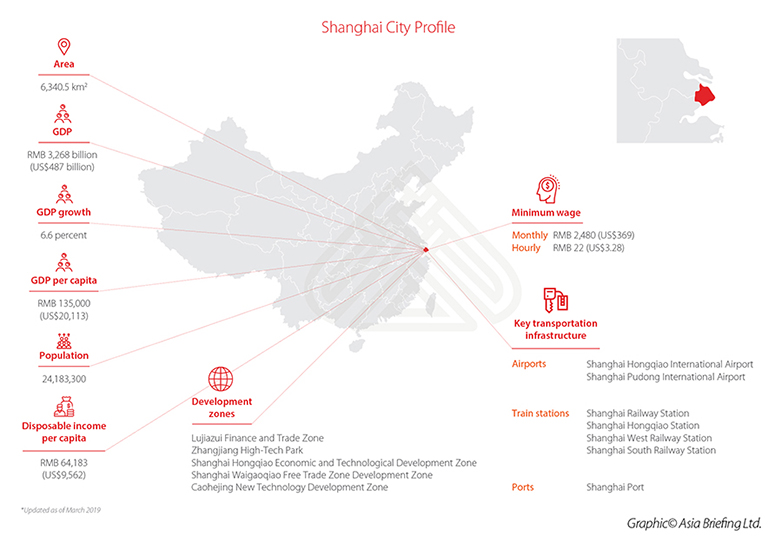 Shanghai City Profile
Area
6,340.5 km²
GDP
RMB 3,268 billion
(US$487 billion)
GDP growth
6.6 percent
GDP per capita
RMB 135,000
(US$20,113)
Population
24,183,300
Disposable income
per capita
RMB 64,183
(US$9,562)
Development
zones
Lujiazui Finance and Trade Zone
Zhangjiang High-Tech Park
Shanghai Hongqiao Economic and Technological Development Zone
Shanghai Waigaoqiao Free Trade Zone Development Zone
Caohejing New Technology Development Zone
Minimum wage
Monthly RMB 2,480 (US$369)
Hourly RMB 22 (US$3.28)
Key transportation
infrastructure
Airports Shanghai Hongqiao International Airport
Shanghai Pudong International Airport
Train stations Shanghai Railway Station
Shanghai Hongqiao Station
Shanghai West Railway Station
Shanghai South Railway Station
Ports Shanghai Port
*Updated as of March 2019
Graphic© Asia Briefing Ltd.